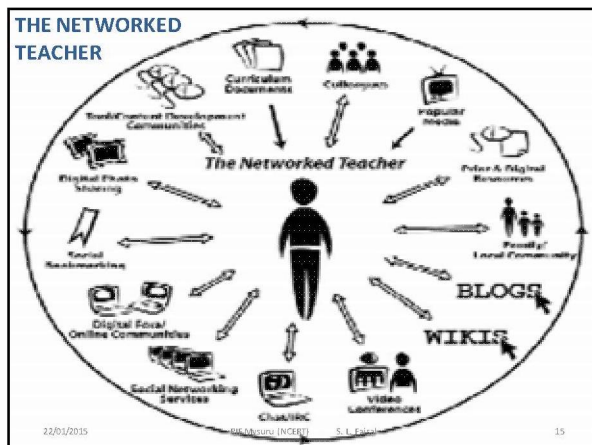 THE NETWORKED
TEACHER
Curriculum
Documents
Colleagues
Popular
Media
Tool/Content Development
Communities
The Networked Teacher
Print & Digital
Resources
Digital Photo
Sharing
Family/
Local Community
Social
Bookmarking
BLOGS
Digital Fora/
Online Communities
WIKIS
Social Networking
Services
Chat/IRC
Video
Conferences
22/01/2015
Mysuru (NCERT)
S. L. Faisal
15